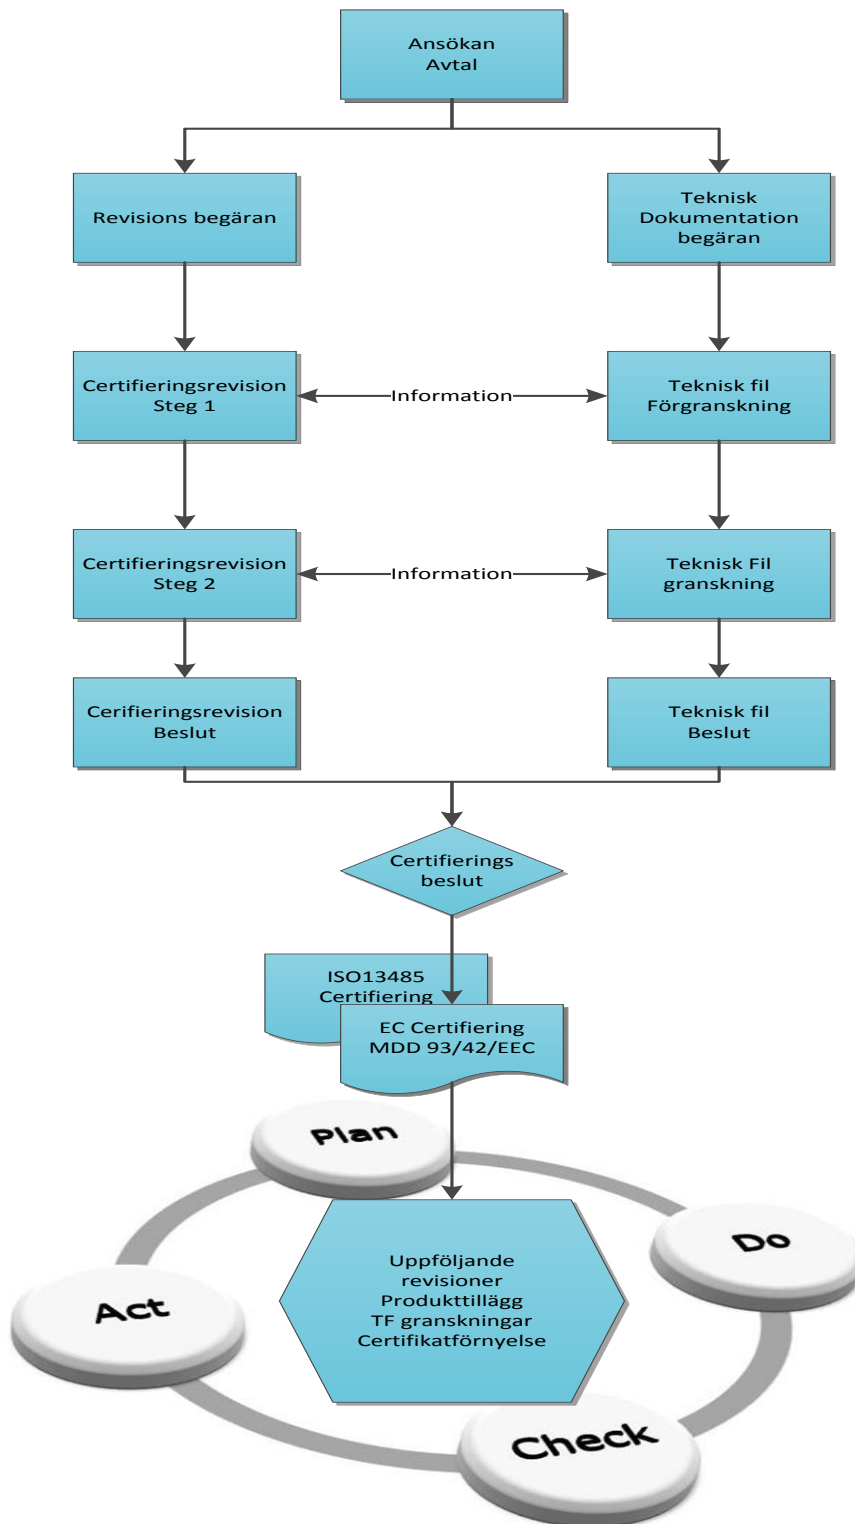 Ansökan
Avtal
Revisions begäran
Teknisk
Dokumentation
begäran
Certifieringsrevision
Steg 1
Information
Teknisk fil
Förgranskning
Certifieringsrevision
Steg 2
Information
Teknisk Fil
granskning
Cerifieringsrevision
Beslut
Teknisk fil
Beslut
Certifierings
beslut
ISO13485
Certifiering
EC Certifiering
MDD 93/42/EEC
Plan
Do
Uppföljande
revisioner
Produkttillägg
TF granskningar
Certifikatförnyelse
Act
Check